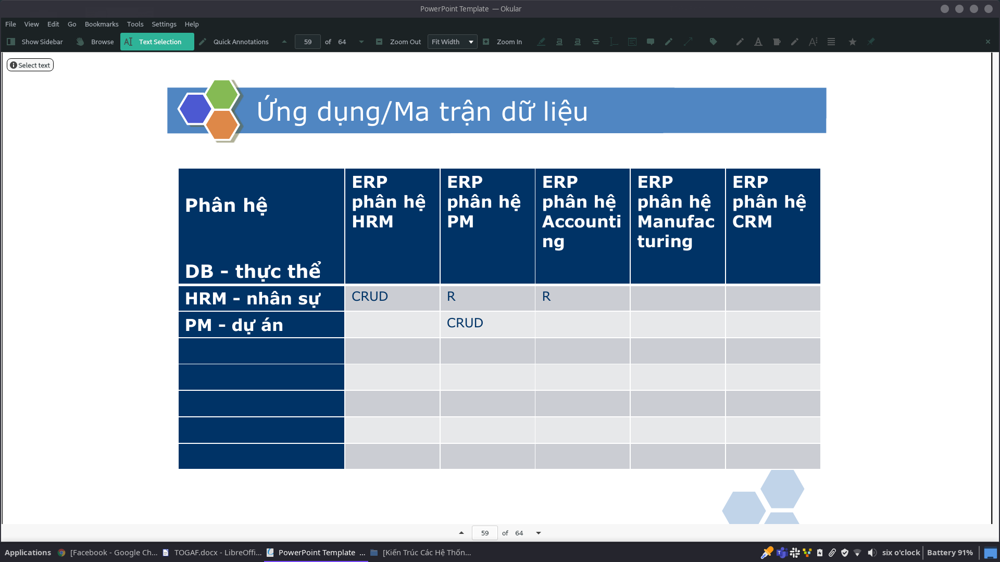 PowerPoint Template — Okular
File View Edit Go Bookmarks Tools Settings Help
Show Sidebar Browse Text Selection Quick Annotations 59 of 64 Zoom Out Fit Width Zoom In
Select text
Ứng dụng/Ma trận dữ liệu
Phân hệ
DB – thực thể
ERP
phân hệ
HRM
ERP
phân hệ
PM
ERP
phân hệ
Accounti
ng
ERP
phân hệ
Manufac
turing
ERP
phân hệ
CRM
HRM – nhân sự CRUD R R
PM – dự án CRUD
59 of 64
Applications [Facebook - Google Ch... TOGAF.docx - LibreOffi... PowerPoint Template ... [Kiến Trúc Các Hệ Thốn... six o'clock Battery 91%